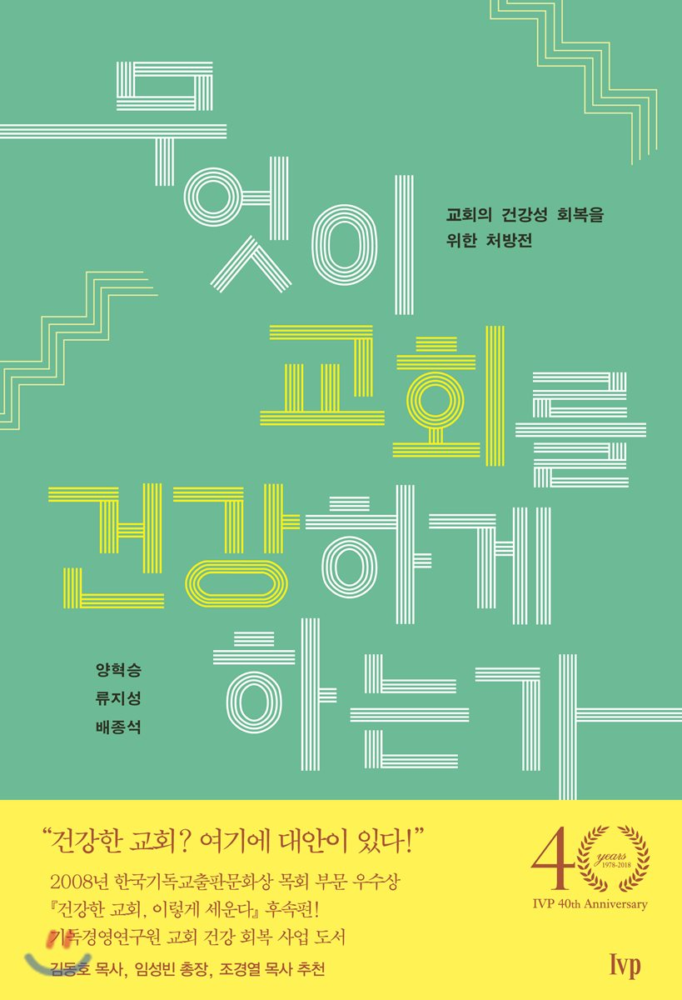 무엇이
교회의 건강성 회복을
위한 처방전
교회를
건강하게
하는가
양혁승
류지성
배종석
“건강한 교회? 여기에 대안이 있다!”
2008년 한국기독교출판문화상 목회 부문 우수상
『건강한 교회, 이렇게 세운다』 후속편!
기독경영연구원 교회 건강 회복 사업 도서
김동호 목사, 임성빈 총장, 조경열 목사 추천
40
years
1978-2018
IVP 40th Anniversary
Ivp